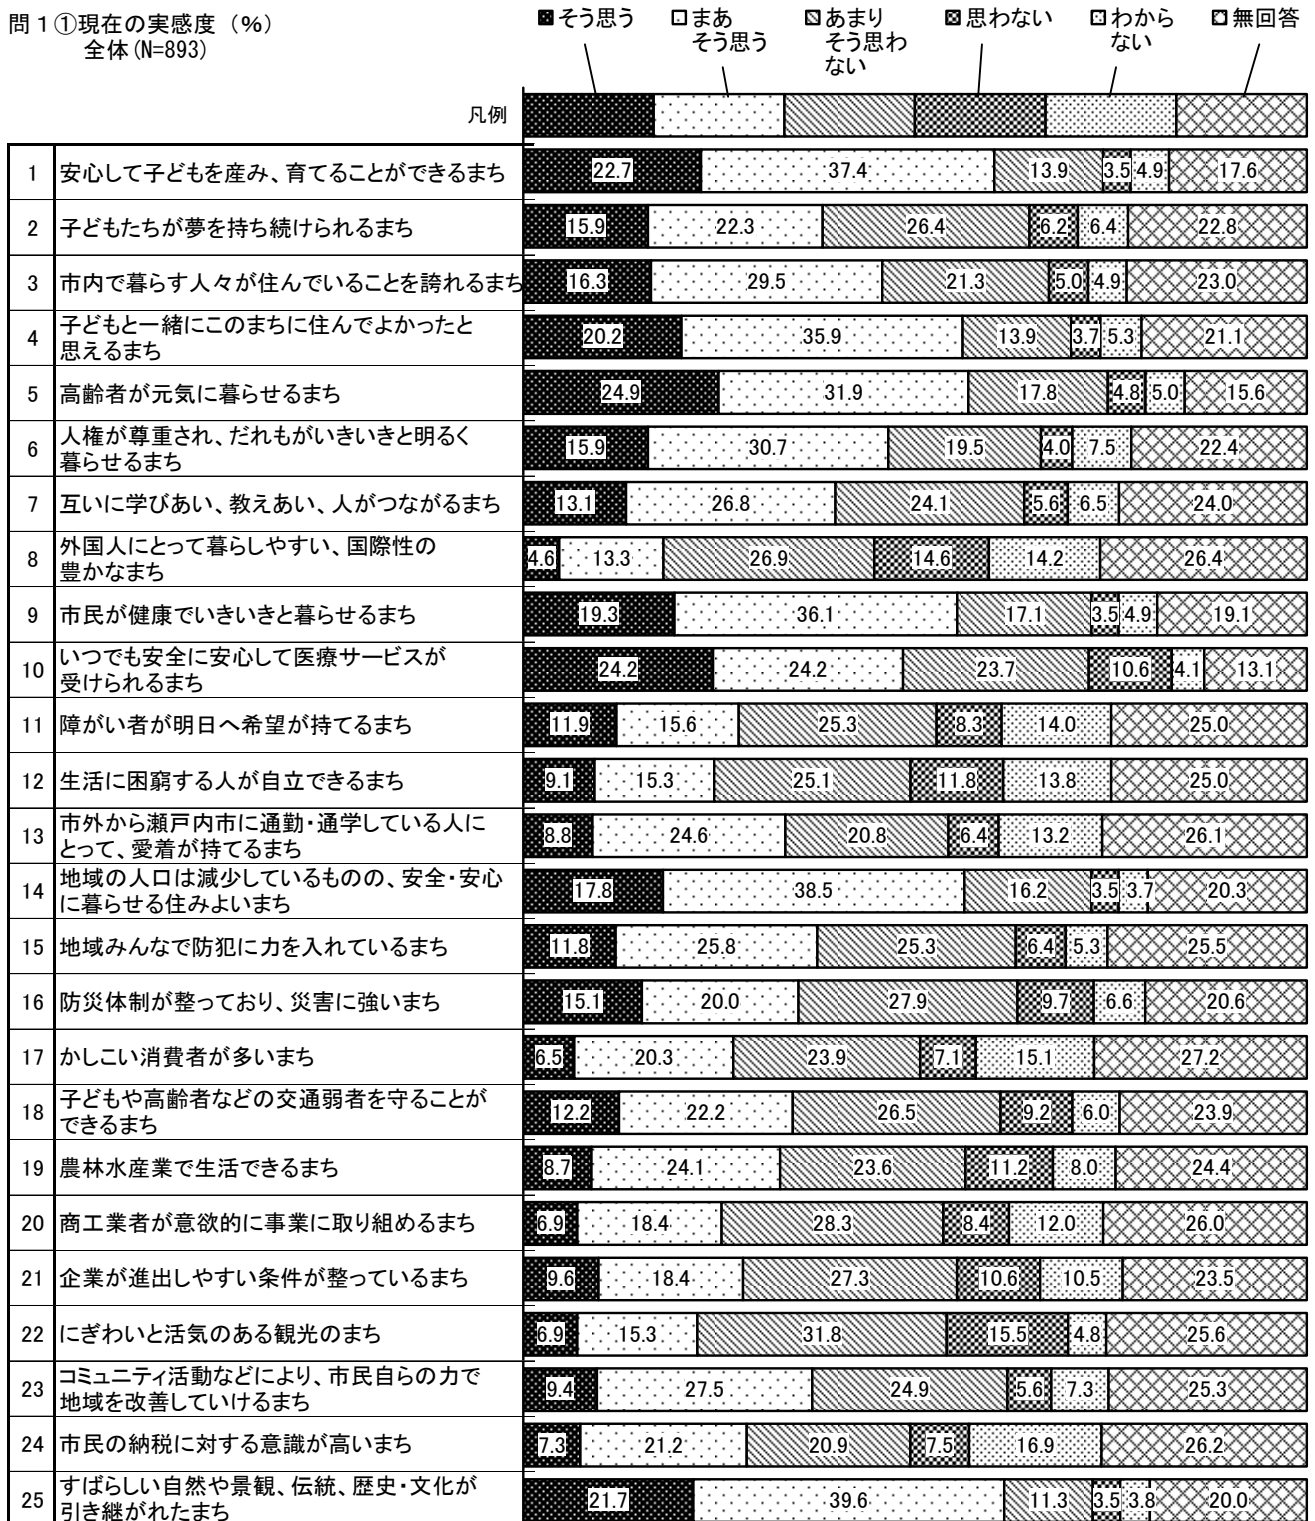 問１①現在の実感度（%）
全体(N=893)
そう思う
まあ
そう思う
あまり
そう思わ
ない
思わない
わから
ない
無回答
凡例
1 安心して子どもを産み、育てることができるまち 22.7 37.4 13.9 3.5 4.9 17.6
2 子どもたちが夢を持ち続けられるまち 15.9 22.3 26.4 6.2 6.4 22.8
3 市内で暮らす人々が住んでいることを誇れるまち 16.3 29.5 21.3 5.0 4.9 23.0
4 子どもと一緒にこのまちに住んでよかったと
思えるまち 20.2 35.9 13.9 3.7 5.3 21.1
5 高齢者が元気に暮らせるまち 24.9 31.9 17.8 4.8 5.0 15.6
6 人権が尊重され、だれもがいきいきと明るく
暮らせるまち 15.9 30.7 19.5 4.0 7.5 22.4
7 互いに学びあい、教えあい、人がつながるまち 13.1 26.8 24.1 5.6 6.5 24.0
8 外国人にとって暮らしやすい、国際性の
豊かなまち 4.6 13.3 26.9 14.6 14.2 26.4
9 市民が健康でいきいきと暮らせるまち 19.3 36.1 17.1 3.5 4.9 19.1
10 いつでも安全に安心して医療サービスが
受けられるまち 24.2 24.2 23.7 10.6 4.1 13.1
11 障がい者が明日へ希望が持てるまち 11.9 15.6 25.3 8.3 14.0 25.0
12 生活に困窮する人が自立できるまち 9.1 15.3 25.1 11.8 13.8 25.0
13 市外から瀬戸内市に通勤・通学している人に
とって、愛着が持てるまち 8.8 24.6 20.8 6.4 13.2 26.1
14 地域の人口は減少しているものの、安全・安心
に暮らせる住みよいまち 17.8 38.5 16.2 3.5 3.7 20.3
15 地域みんなで防犯に力を入れているまち 11.8 25.8 25.3 6.4 5.3 25.5
16 防災体制が整っており、災害に強いまち 15.1 20.0 27.9 9.7 6.6 20.6
17 かしこい消費者が多いまち 6.5 20.3 23.9 7.1 15.1 27.2
18 子どもや高齢者などの交通弱者を守ることが
できるまち 12.2 22.2 26.5 9.2 6.0 23.9
19 農林水産業で生活できるまち 8.7 24.1 23.6 11.2 8.0 24.4
20 商工業者が意欲的に事業に取り組めるまち 6.9 18.4 28.3 8.4 12.0 26.0
21 企業が進出しやすい条件が整っているまち 9.6 18.4 27.3 10.6 10.5 23.5
22 にぎわいと活気のある観光のまち 6.9 15.3 31.8 15.5 4.8 25.6
23 コミュニティ活動などにより、市民自らの力で
地域を改善していけるまち 9.4 27.5 24.9 5.6 7.3 25.3
24 市民の納税に対する意識が高いまち 7.3 21.2 20.9 7.5 16.9 26.2
25 すばらしい自然や景観、伝統、歴史・文化が
引き継がれたまち 21.7 39.6 11.3 3.5 3.8 20.0